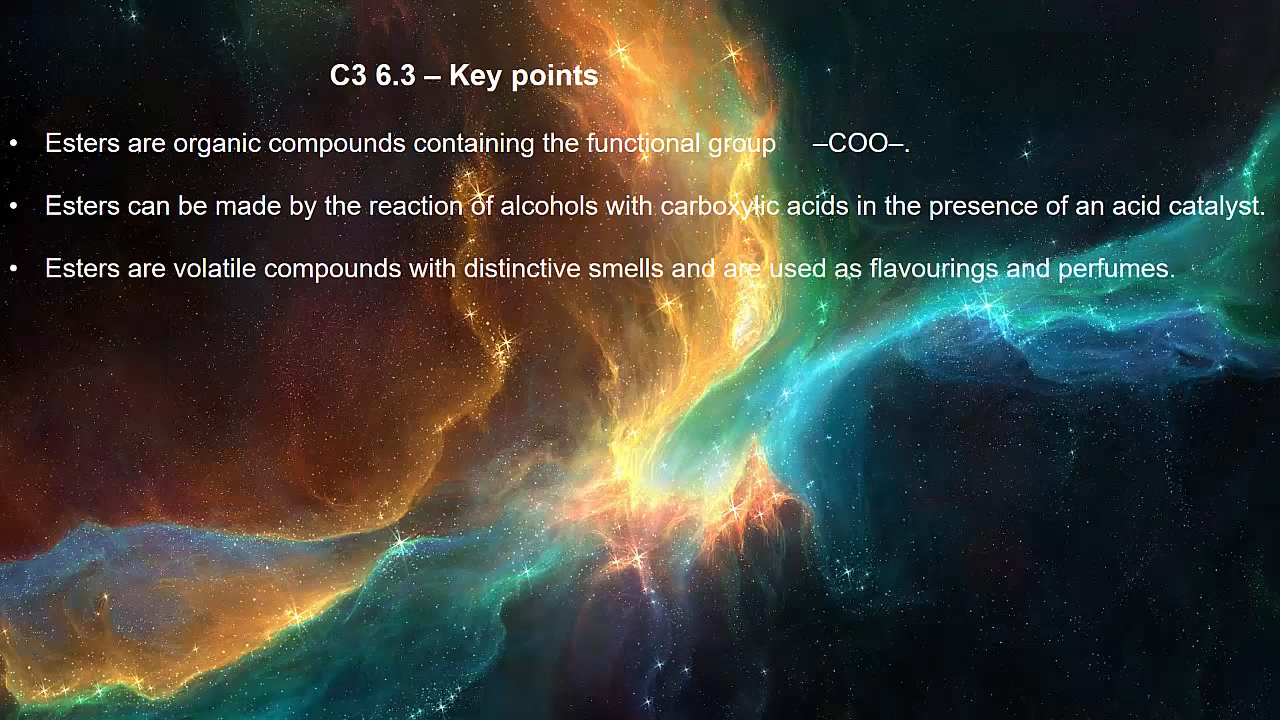 C3 6.3 – Key points
• Esters are organic compounds containing the functional group –COO–.
• Esters can be made by the reaction of alcohols with carboxylic acids in the presence of an acid catalyst.
• Esters are volatile compounds with distinctive smells and are used as flavourings and perfumes.